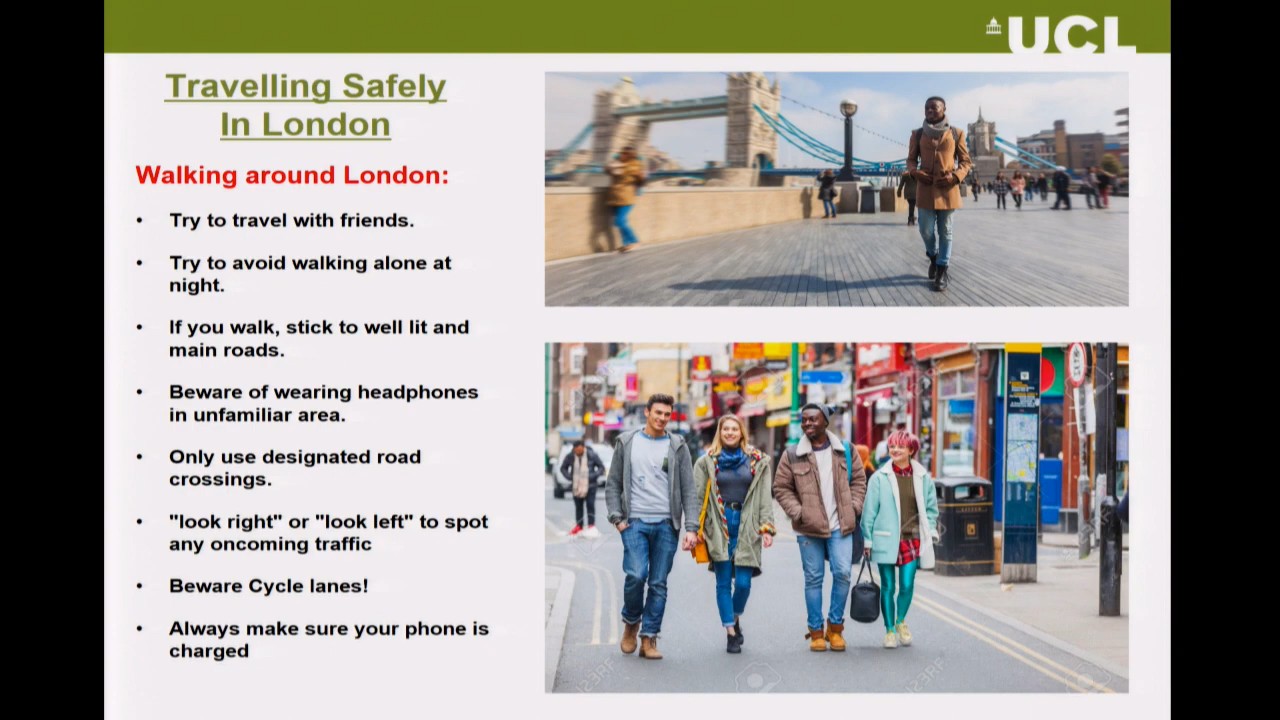 UCL
Travelling Safely
In London
Walking around London:
• Try to travel with friends.
• Try to avoid walking alone at
night.
• If you walk, stick to well lit and
main roads.
• Beware of wearing headphones
in unfamiliar area.
• Only use designated road
crossings.
• "look right" or "look left" to spot
any oncoming traffic
• Beware Cycle lanes!
• Always make sure your phone is
charged
123RF
123RF